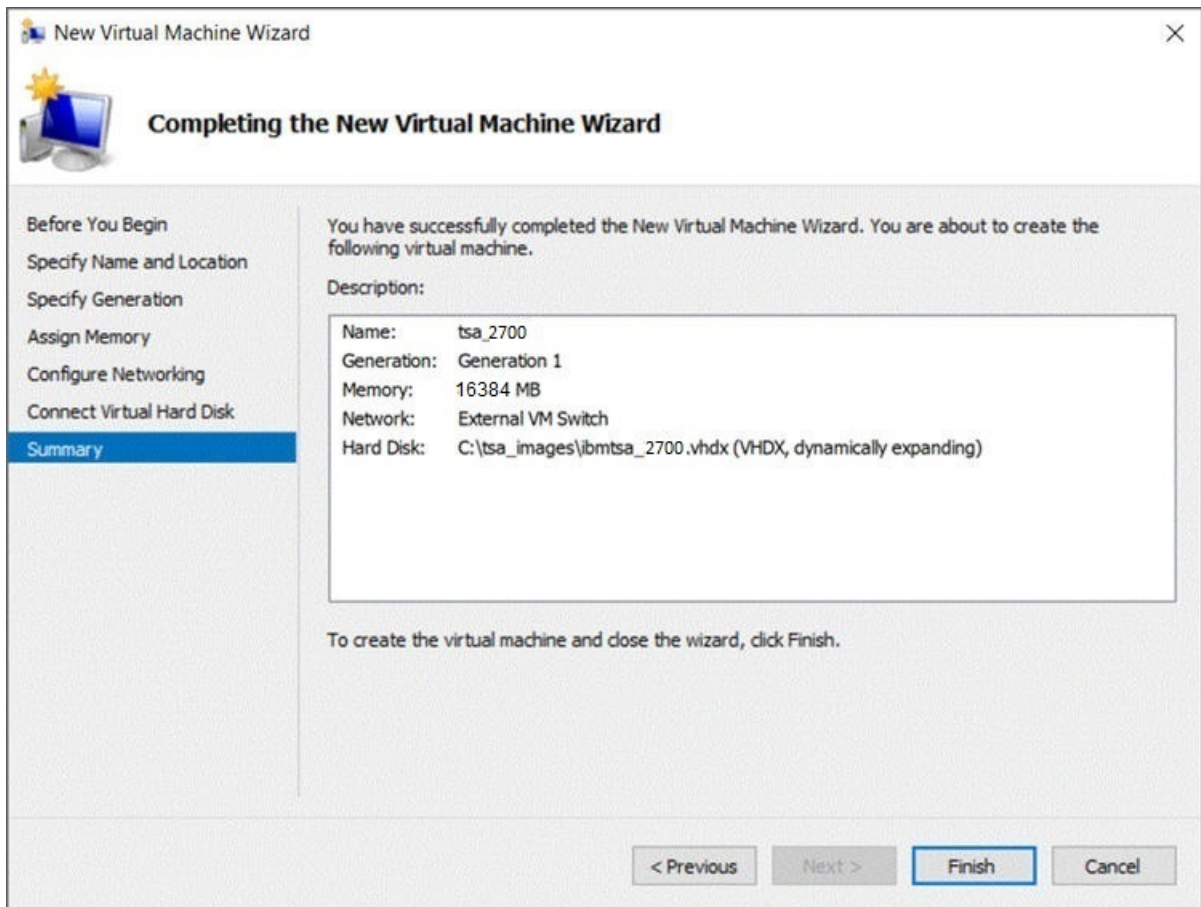 New Virtual Machine Wizard
Completing the New Virtual Machine Wizard
Before You Begin
Specify Name and Location
Specify Generation
Assign Memory
Configure Networking
Connect Virtual Hard Disk
Summary
You have successfully completed the New Virtual Machine Wizard. You are about to create the
following virtual machine.
Description:
Name: tsa_2700
Generation: Generation 1
Memory: 16384 MB
Network: External VM Switch
Hard Disk: C:\tsa_images\ibmtsa_2700.vhdx (VHDX, dynamically expanding)
To create the virtual machine and close the wizard, click Finish.
< Previous Next > Finish Cancel